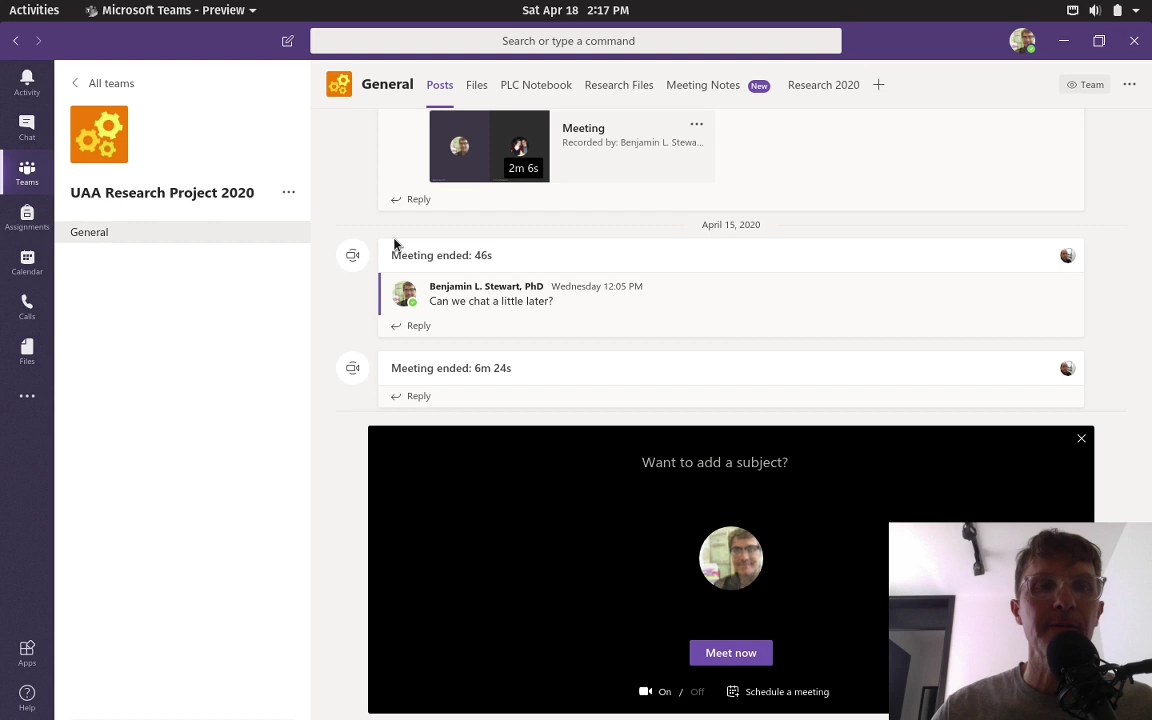 Activities
Microsoft Teams - Preview
Sat Apr 18 2:17 PM
Search or type a command
Activity
Chat
Teams
Assignments
Calendar
Calls
Files
Apps
Help
All teams
UAA Research Project 2020
General
General
Posts
Files
PLC Notebook
Research Files
Meeting Notes
New
Research 2020
Team
Meeting
Recorded by: Benjamin L. Stewa...
2m 6s
Reply
April 15, 2020
Meeting ended: 46s
Benjamin L. Stewart, PhD Wednesday 12:05 PM
Can we chat a little later?
Reply
Meeting ended: 6m 24s
Reply
Want to add a subject?
Meet now
On / Off
Schedule a meeting